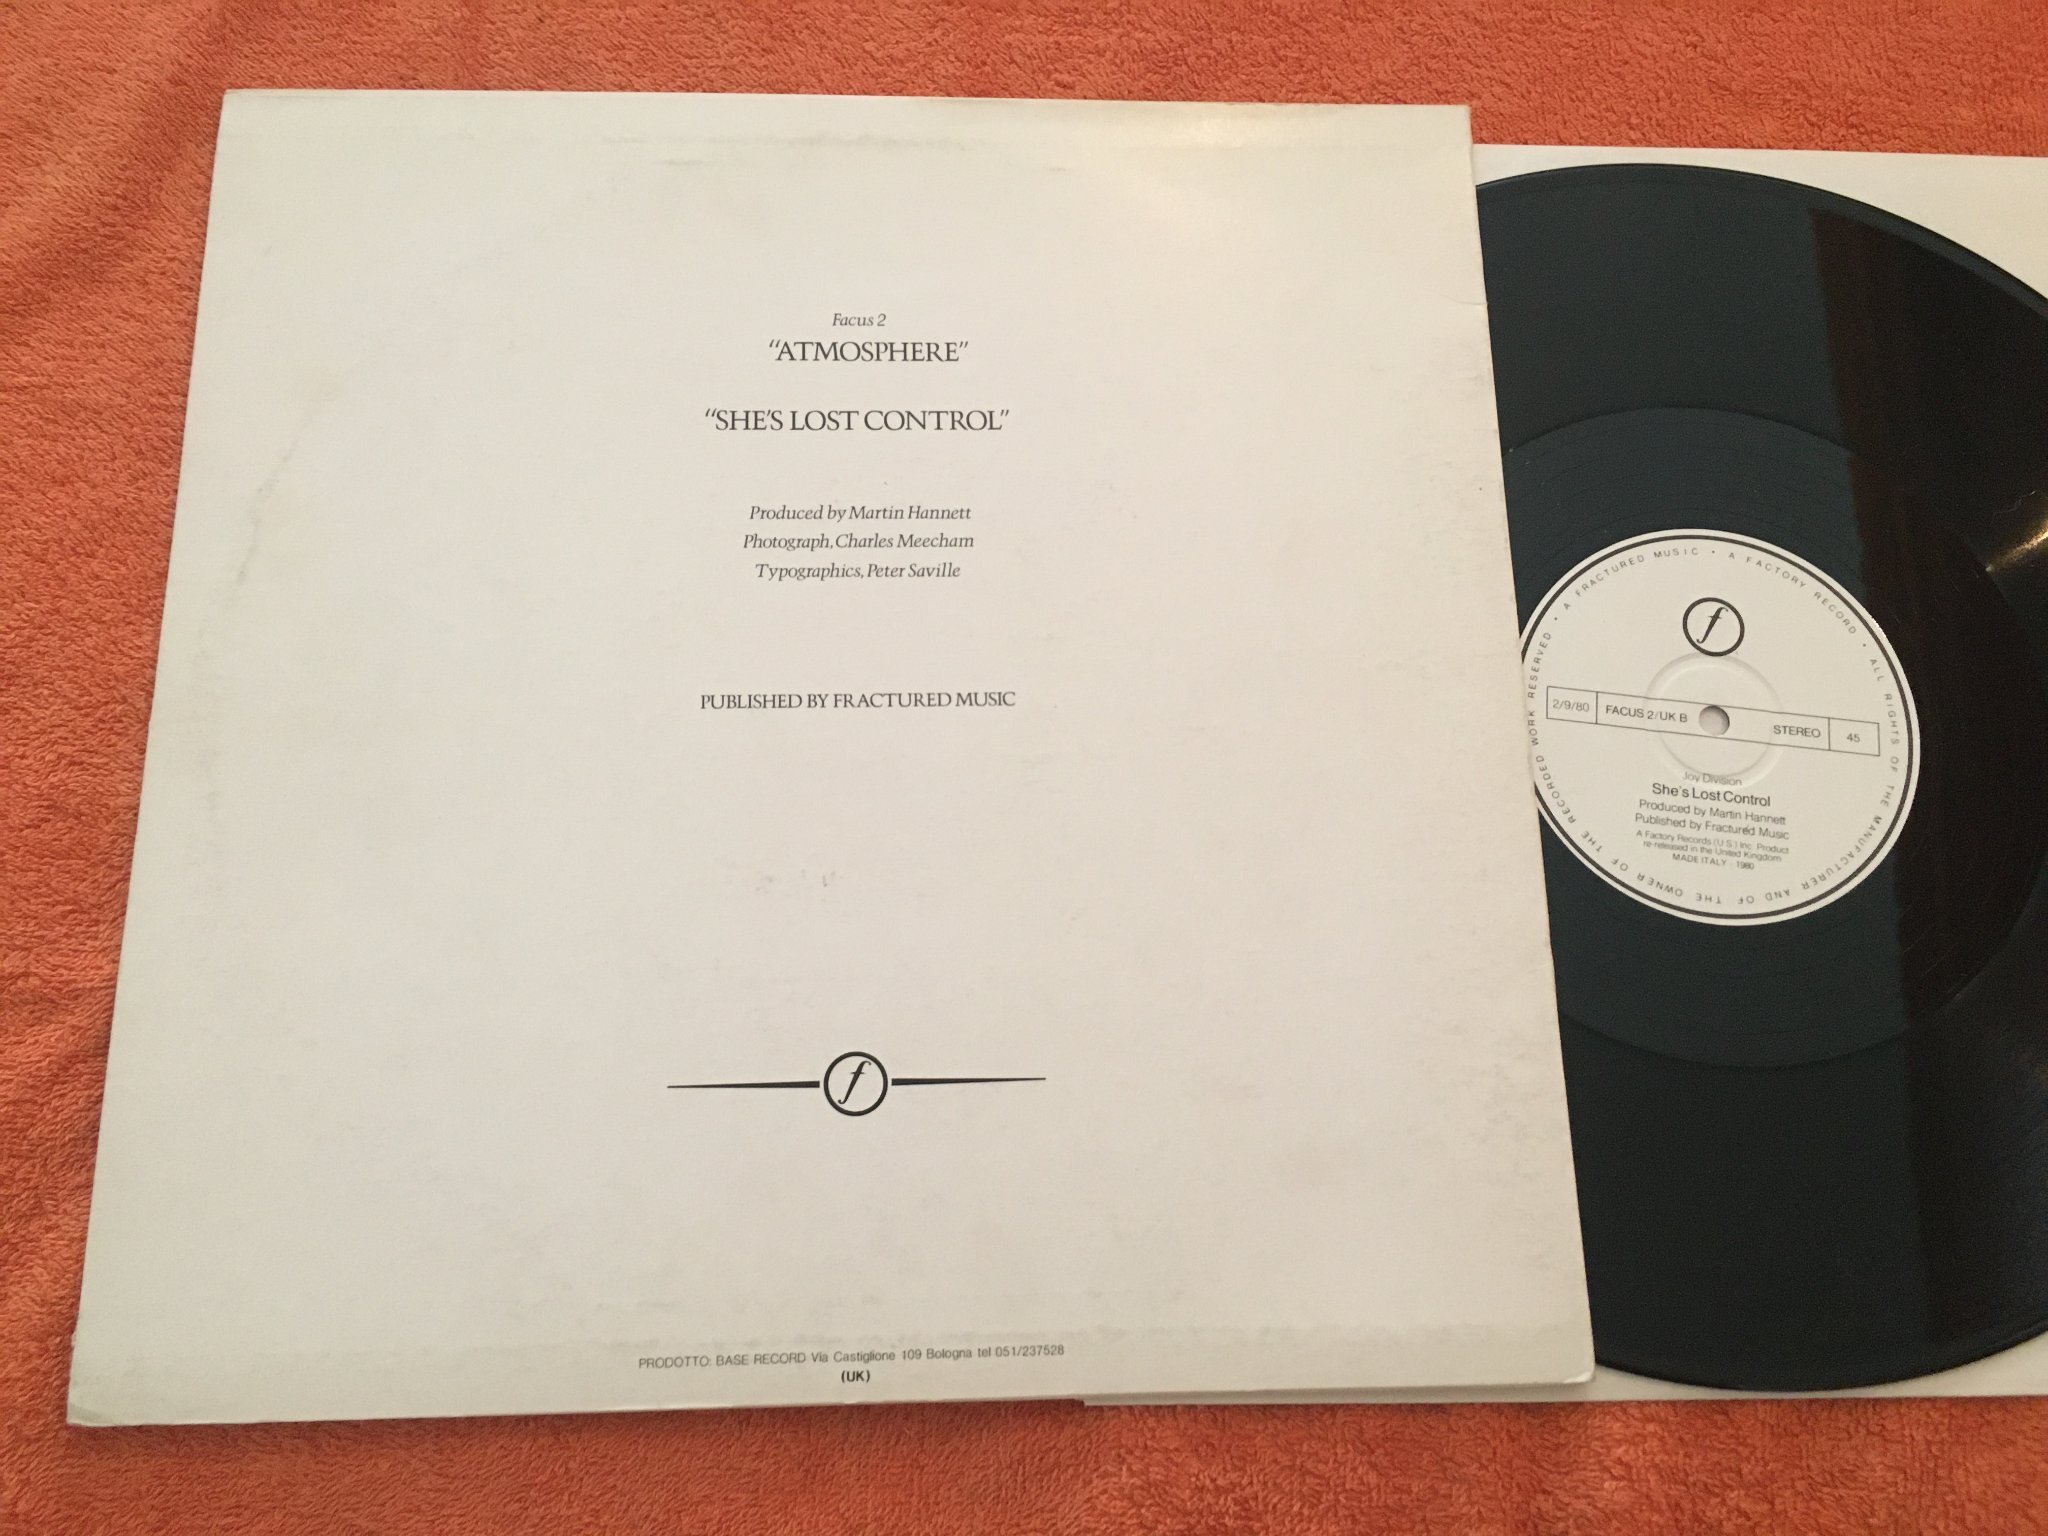 Facus 2
“ATMOSPHERE”
“SHE’S LOST CONTROL”
Produced by Martin Hannett
Photograph, Charles Meecham
Typographics, Peter Saville
PUBLISHED BY FRACTURED MUSIC
f
PRODOTTO: BASE RECORD Via Castiglione 109 Bologna tel 051/237528
(UK)
• A FRACTURED MUSIC • A FACTORY RECORD • ALL RIGHTS OF THE MANUFACTURER AND OF THE OWNER OF THE RECORDED WORK RESERVED
f
2/9/80 FACUS 2/UK B STEREO 45
Joy Division
She's Lost Control
Produced by Martin Hannett
Published by Fractured Music
A Factory Records (U.S.) Inc. Product
re-released in the United Kingdom
MADE ITALY · 1980